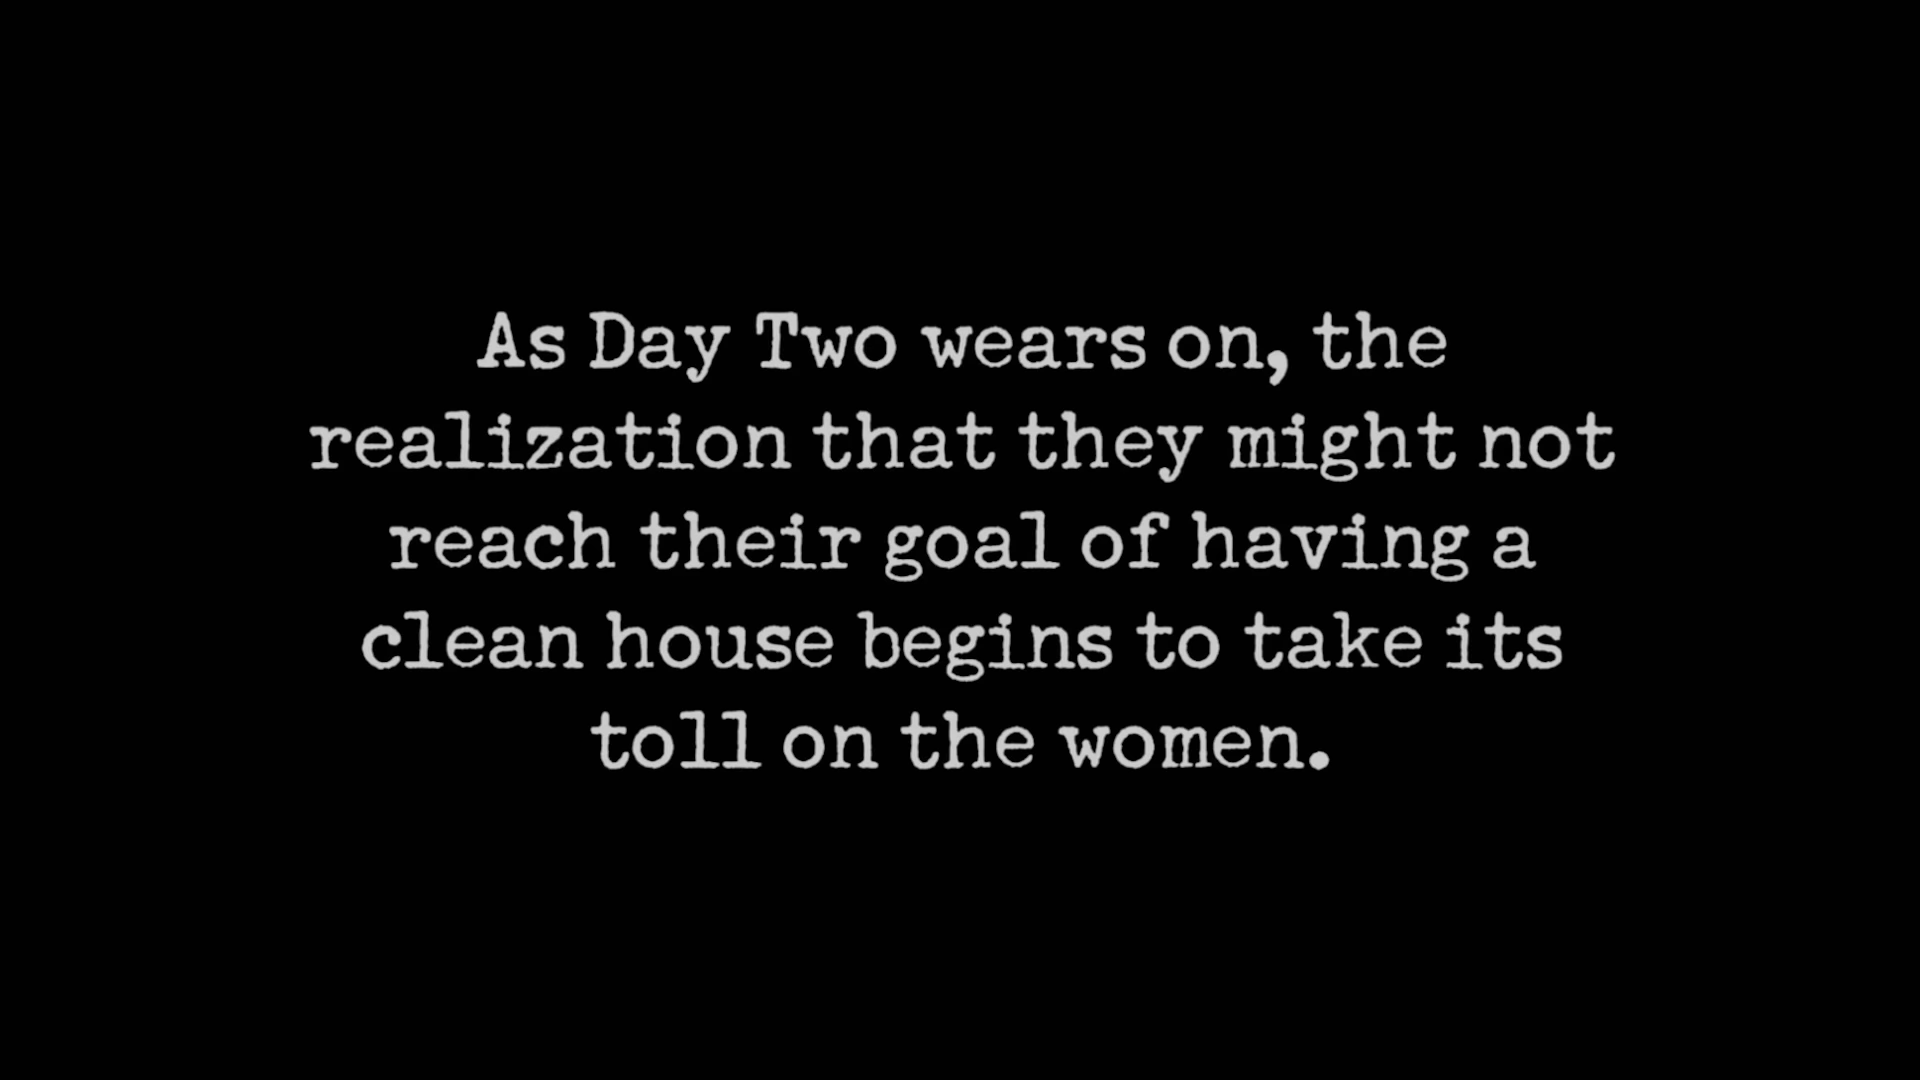 As Day Two wears on, the
realization that they might not
reach their goal of having a
clean house begins to take its
toll on the women.